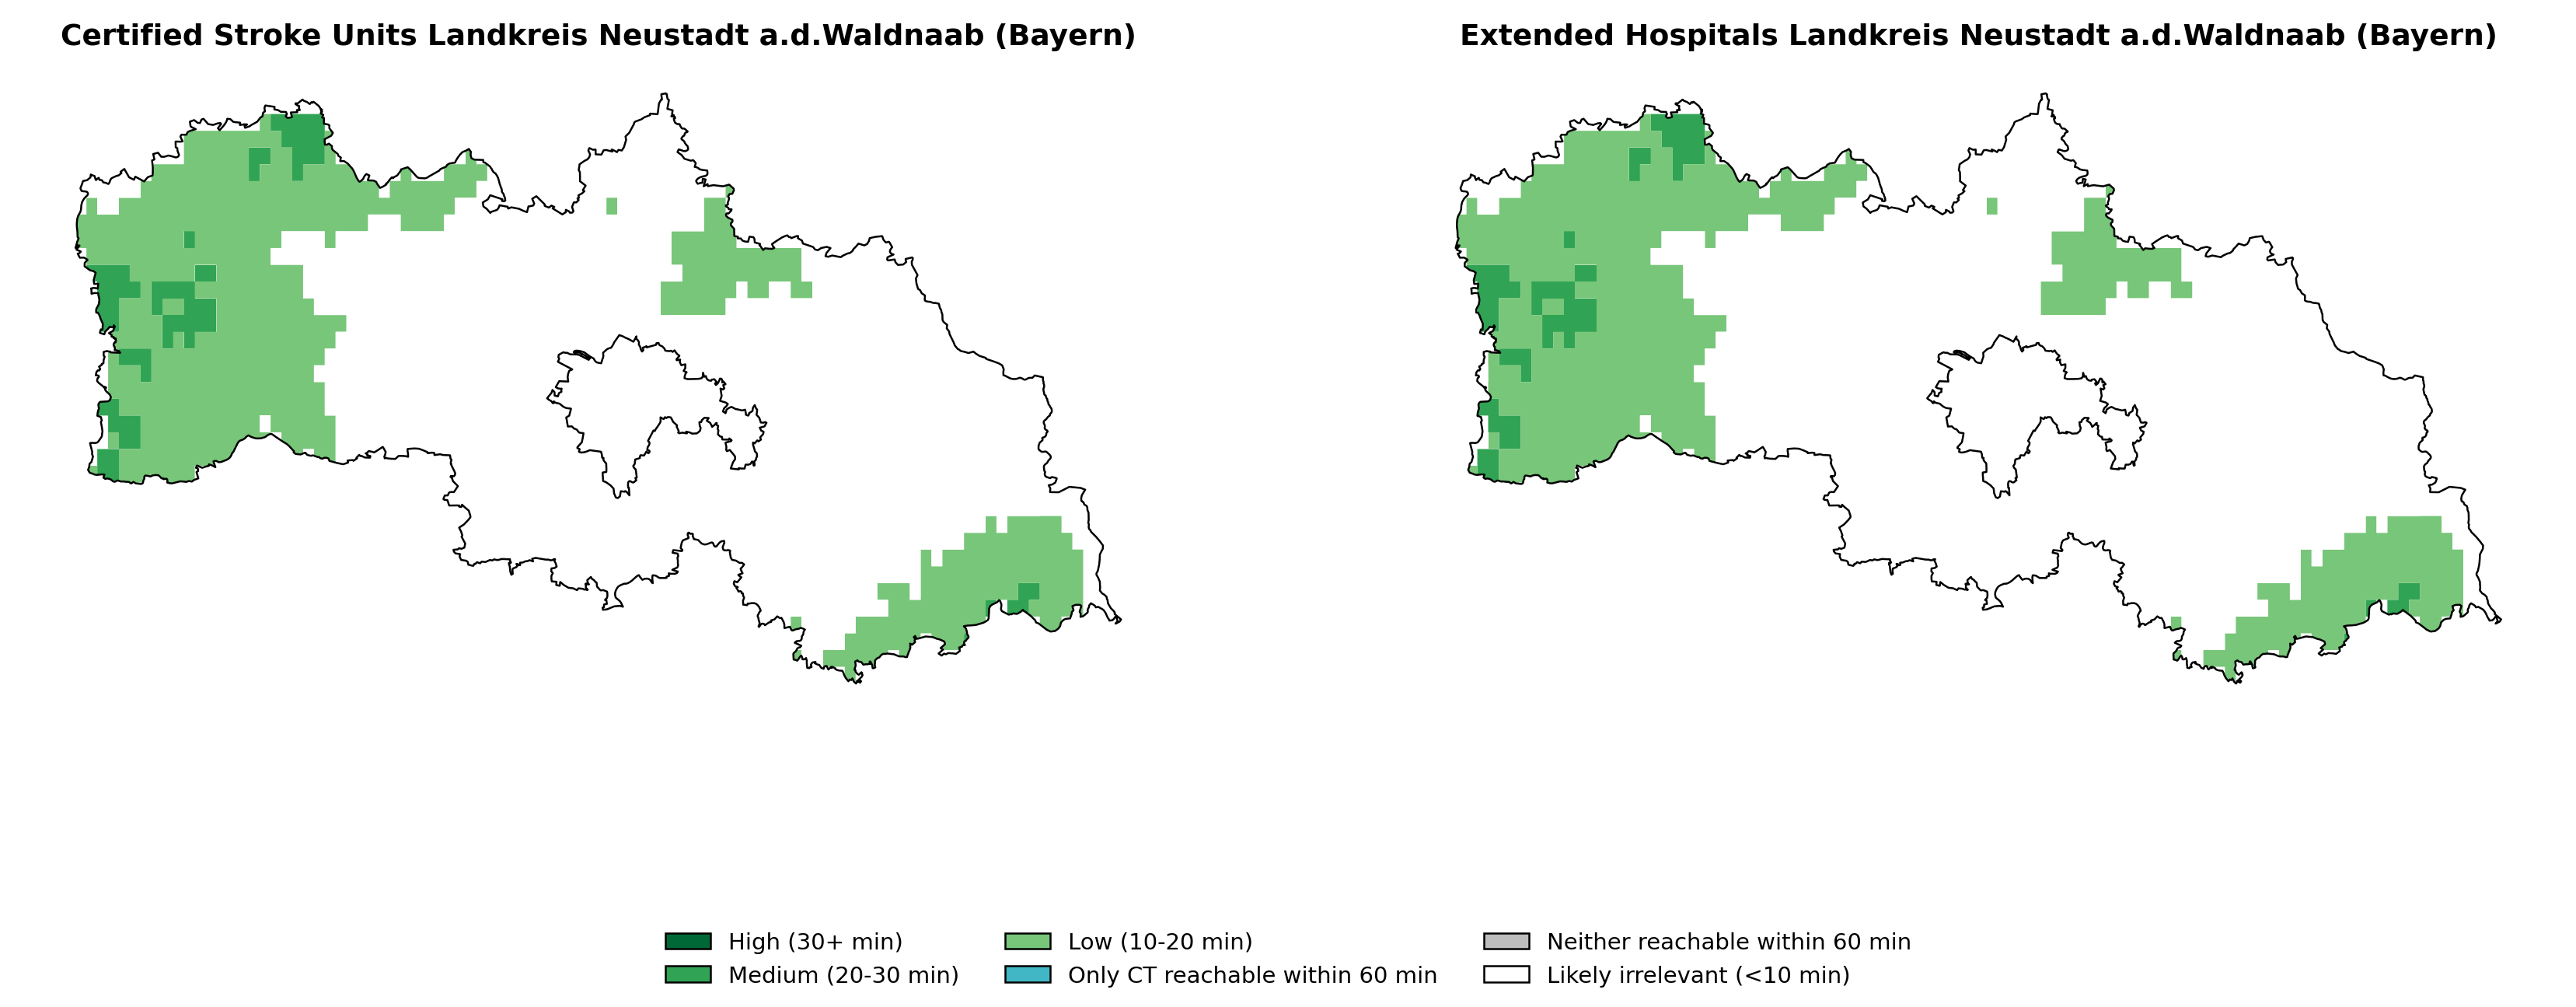 Certified Stroke Units Landkreis Neustadt a.d.Waldnaab (Bayern)
Extended Hospitals Landkreis Neustadt a.d.Waldnaab (Bayern)
High (30+ min)
Medium (20-30 min)
Low (10-20 min)
Only CT reachable within 60 min
Neither reachable within 60 min
Likely irrelevant (<10 min)